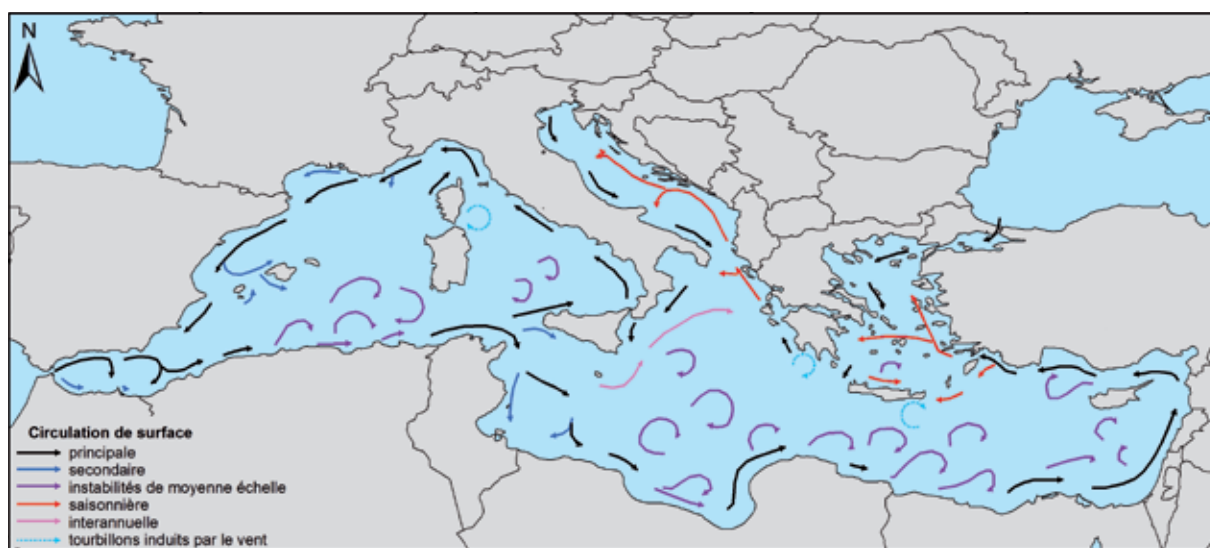 N
Circulation de surface
principale
secondaire
instabilités de moyenne échelle
saisonnière
interannuelle
tourbillons induits par le vent